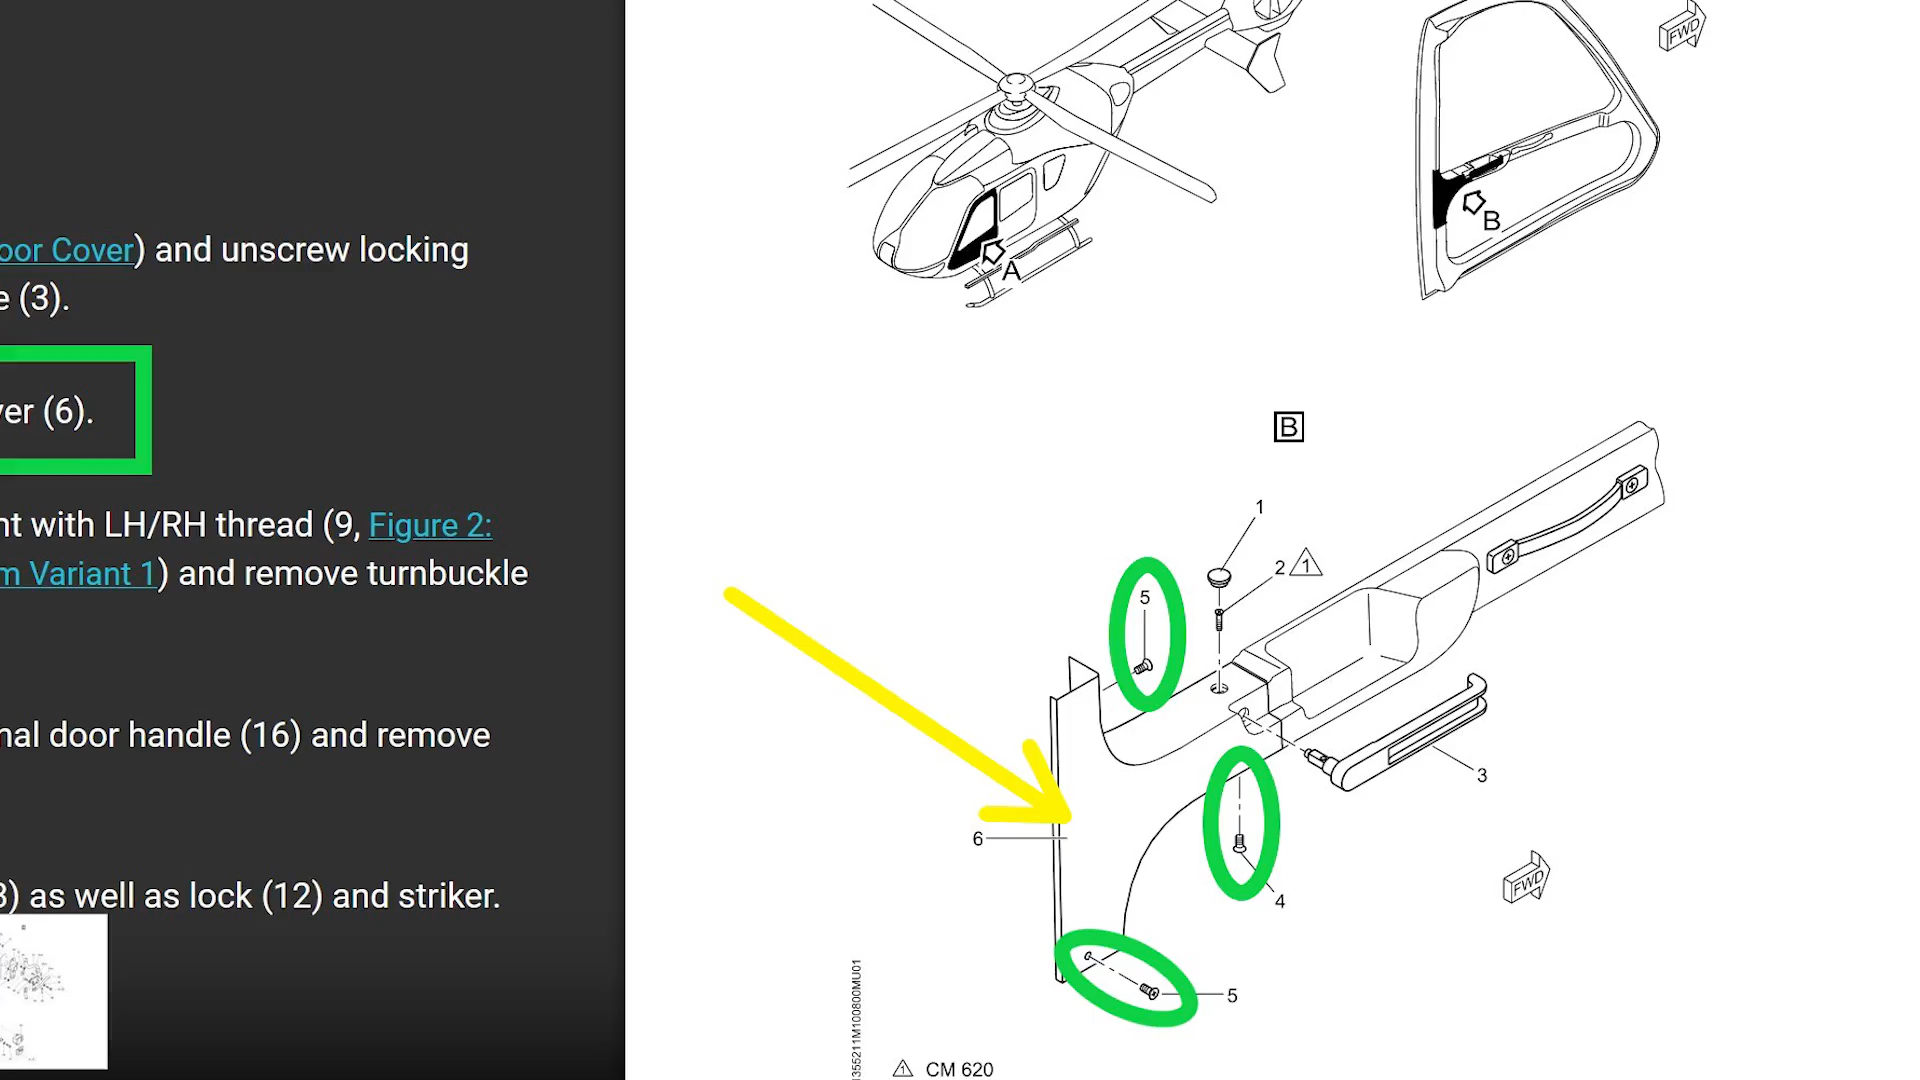 oor Cover) and unscrew locking
e (3).
ver (6).
nt with LH/RH thread (9, Figure 2:
m Variant 1) and remove turnbuckle
nal door handle (16) and remove
3) as well as lock (12) and striker.
FWD
A
B
B
1
2 1
5
3
6
4
FWD
5
I355211M100800MU01
1 CM 620